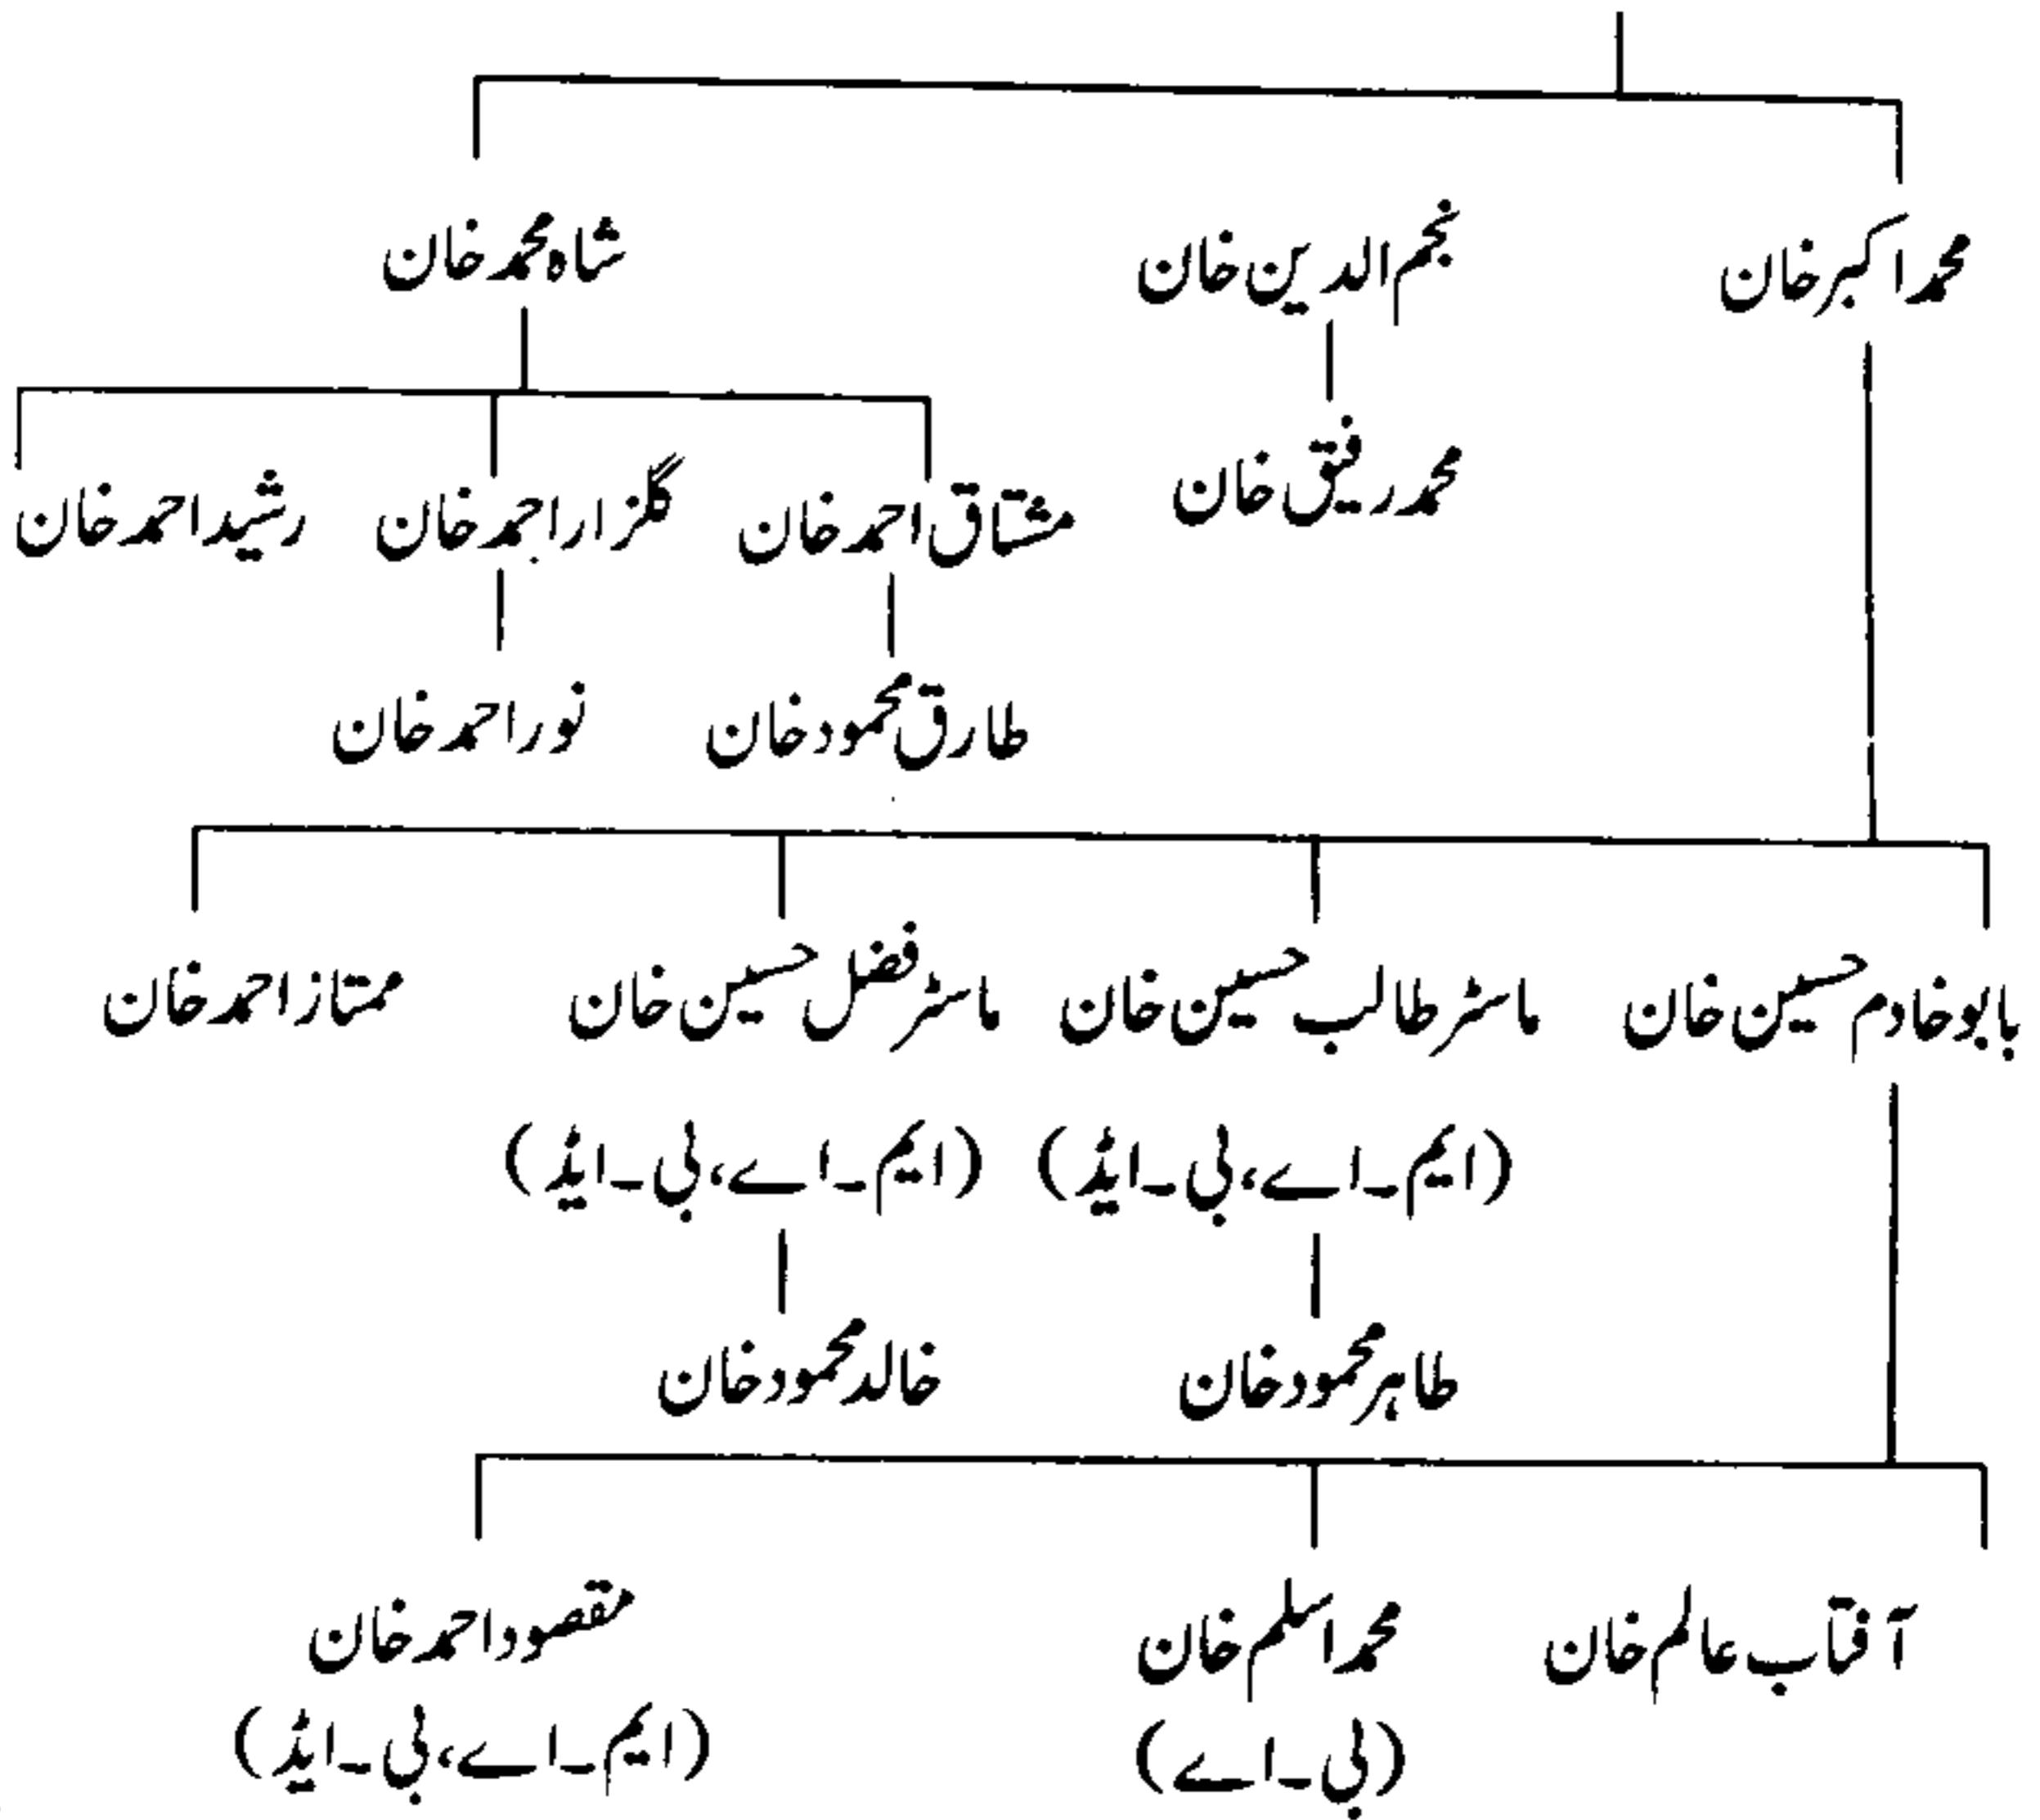 محمد اکبر خان نجم الدین خان شاہ محمد خان
محمد رفیق خان مشتاق احمد خان گلزار احمد خان رشید احمد خان
طارق محمود خان نور احمد خان
بابو خادم حسین خان ماسٹر طالب حسین خان ماسٹر فضل حسین خان ممتاز احمد خان
(ایم۔اے، بی۔ایڈ) (ایم۔اے، بی۔ایڈ)
طاہر محمود خان خالد محمود خان
آفتاب عالم خان محمد اسلم خان مقصود احمد خان
(بی۔اے) (ایم۔اے، بی۔ایڈ)